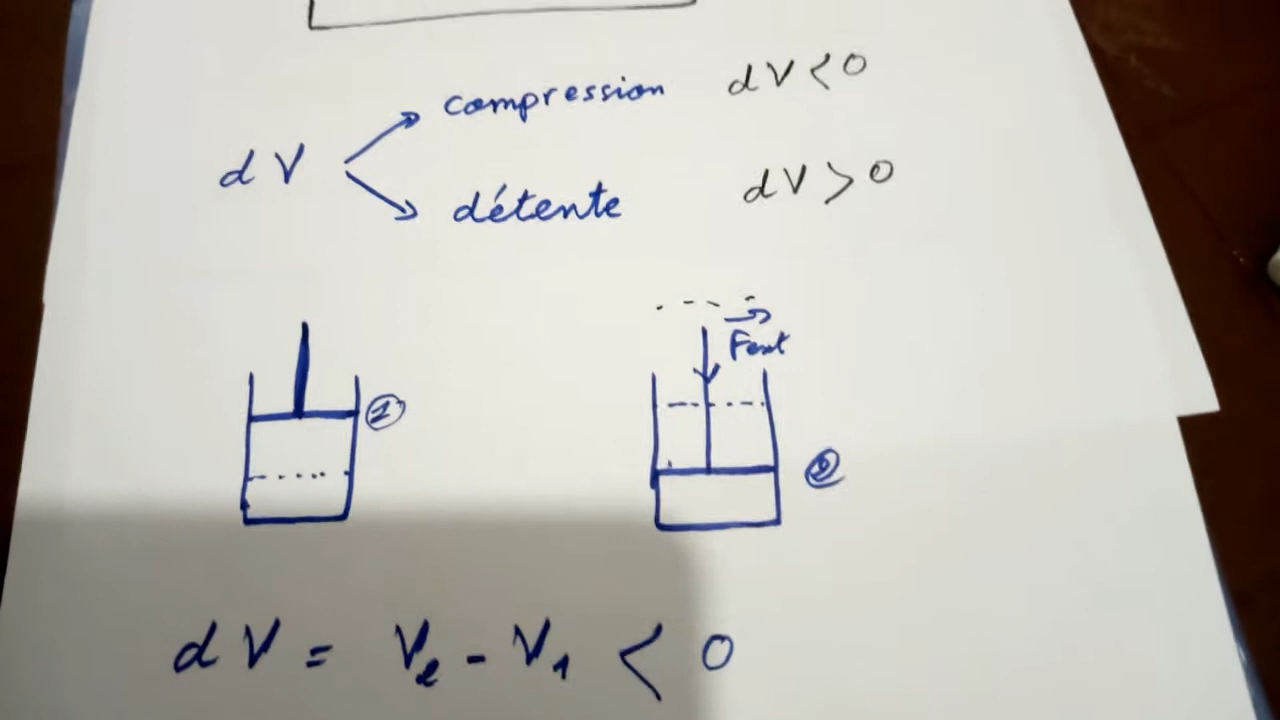 compression dV < 0
dV
détente dV > 0
Fext
1
2
dV = V2 - V1 < 0